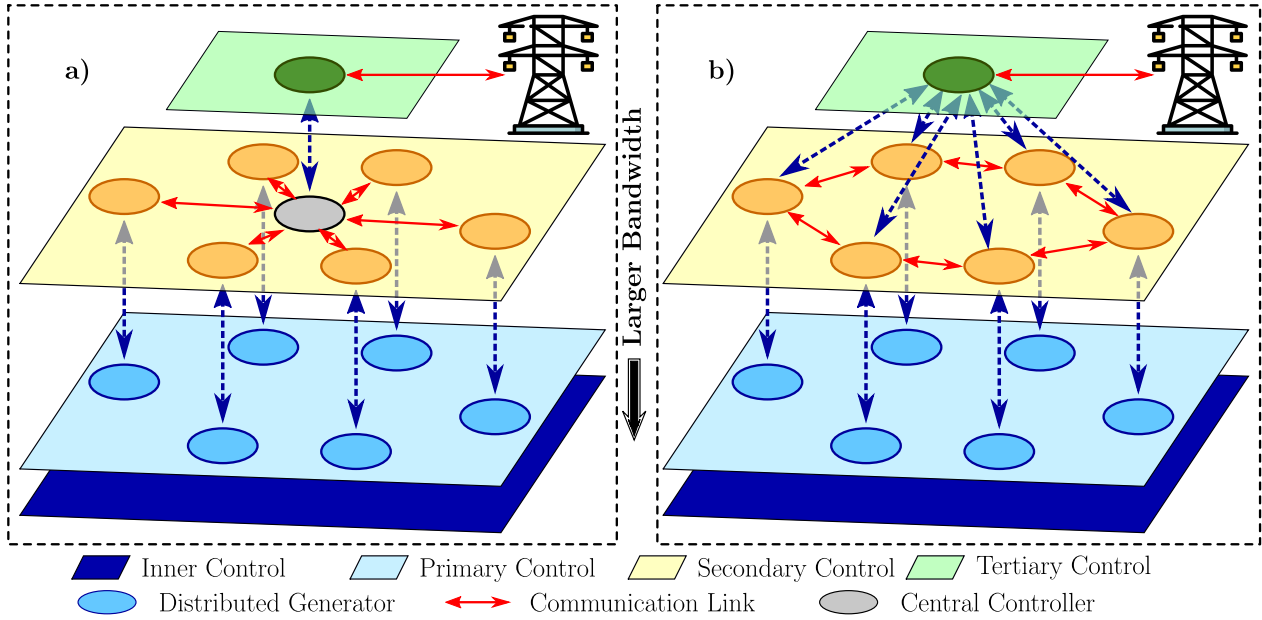 a)
b)
Larger Bandwidth
Inner Control
Primary Control
Secondary Control
Tertiary Control
Distributed Generator
Communication Link
Central Controller